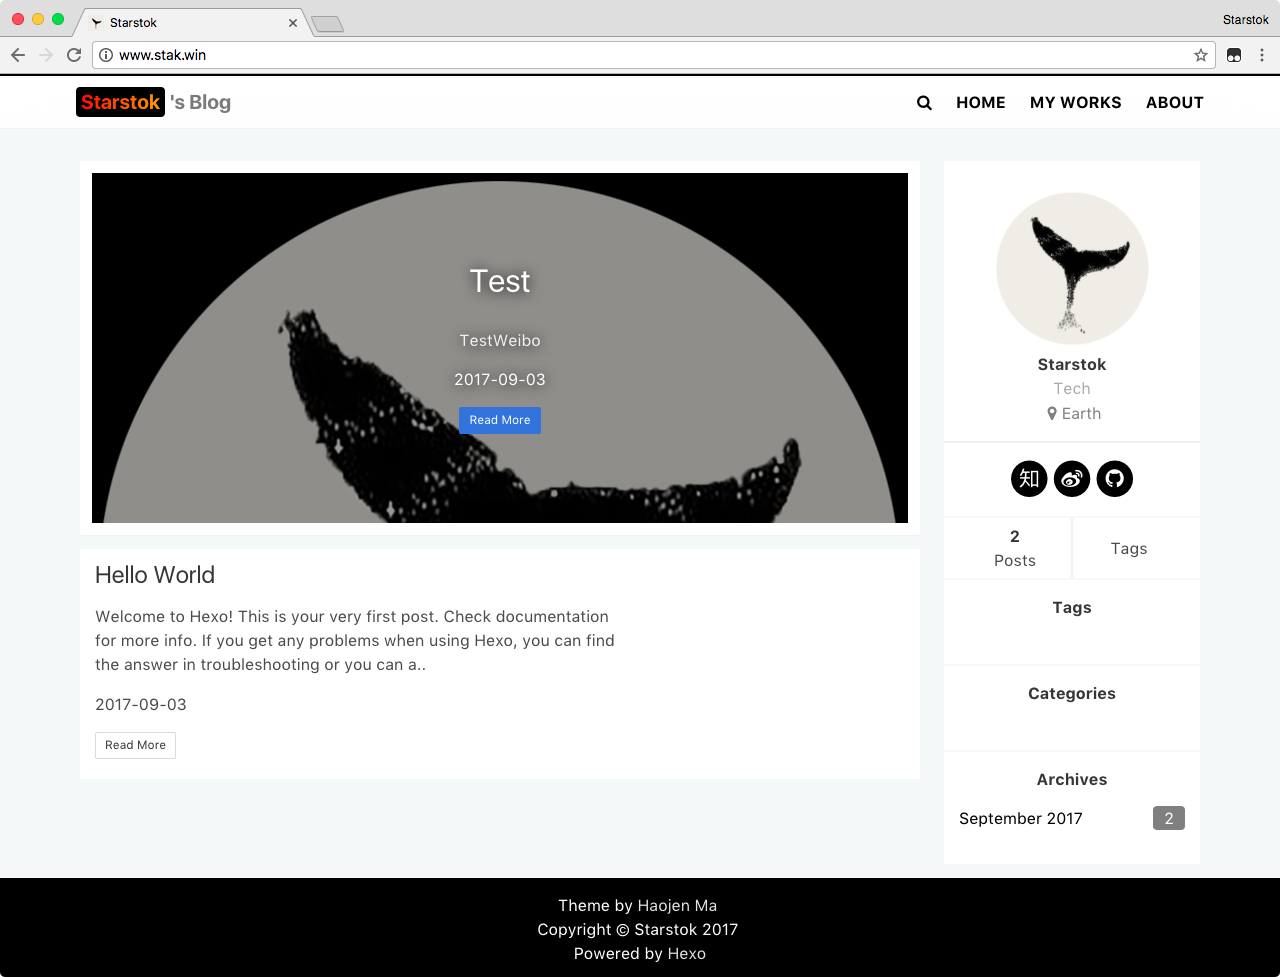 Starstok
Starstok
www.stak.win
Starstok 's Blog
HOME
MY WORKS
ABOUT
Test
TestWeibo
2017-09-03
Read More
Hello World
Welcome to Hexo! This is your very first post. Check documentation
for more info. If you get any problems when using Hexo, you can find
the answer in troubleshooting or you can a..
2017-09-03
Read More
Starstok
Tech
Earth
知
2
Posts
Tags
Tags
Categories
Archives
September 2017
2
Theme by Haojen Ma
Copyright © Starstok 2017
Powered by Hexo